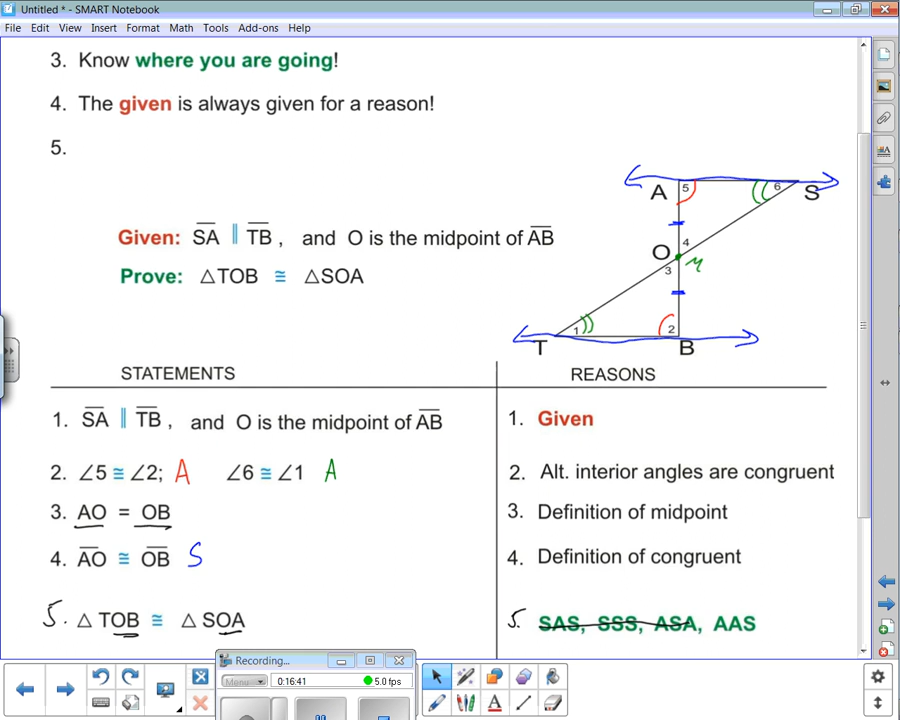 Untitled * - SMART Notebook
File Edit View Insert Format Math Tools Add-ons Help
3. Know where you are going!
4. The given is always given for a reason!
5.
A 5 6 S
Given: SA ∥ TB, and O is the midpoint of AB
O 4 M
3
Prove: △TOB ≅ △SOA
1 2
T B
STATEMENTS REASONS
1. SA ∥ TB, and O is the midpoint of AB 1. Given
2. ∠5 ≅ ∠2; A ∠6 ≅ ∠1 A 2. Alt. interior angles are congruent
3. AO = OB 3. Definition of midpoint
4. AO ≅ OB S 4. Definition of congruent
5. △ TOB ≅ △ SOA 5. SAS, SSS, ASA, AAS
Recording...
Menu 0:16:41 5.0 fps